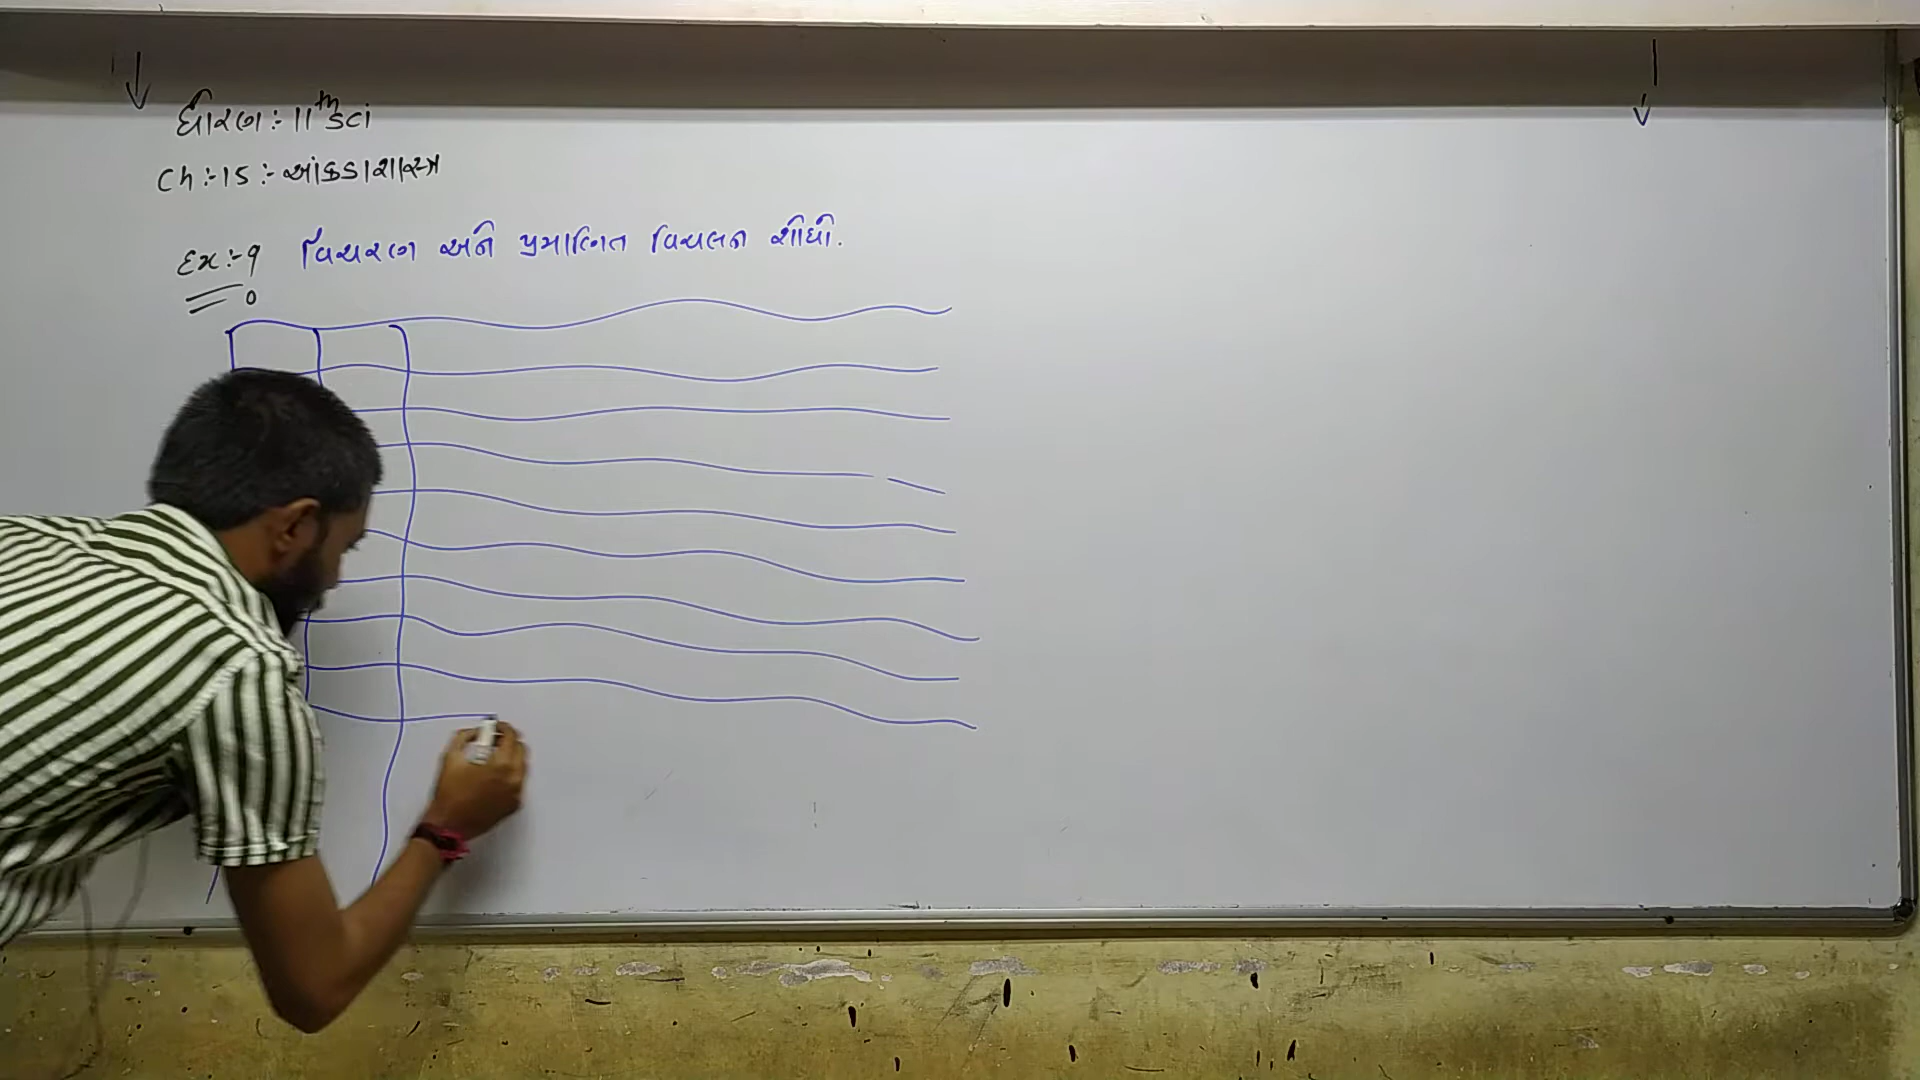 ધોરણ :- 11th Sci
Ch :- 15 :- આંકડાશાસ્ત્ર
Ex :- 9 વિચરણ અને પ્રમાણિત વિચલન શોધો.